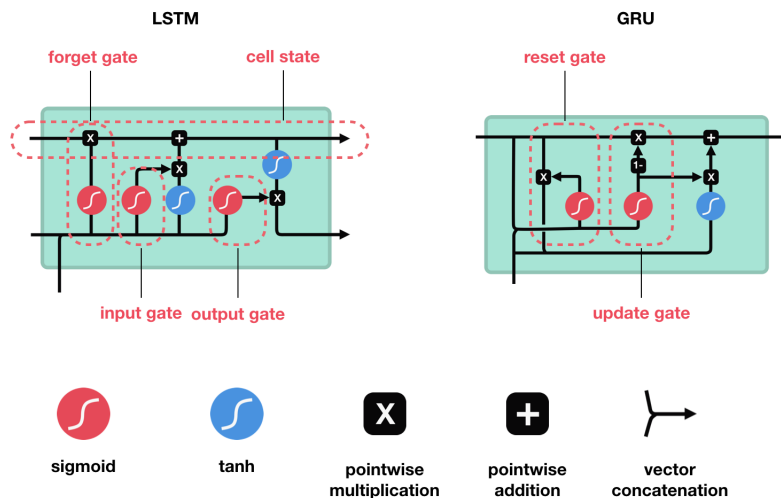 LSTM
GRU
forget gate
cell state
reset gate
X
+
X
+
X
1-
X
X
X
input gate
output gate
update gate
X
+
sigmoid
tanh
pointwise
multiplication
pointwise
addition
vector
concatenation